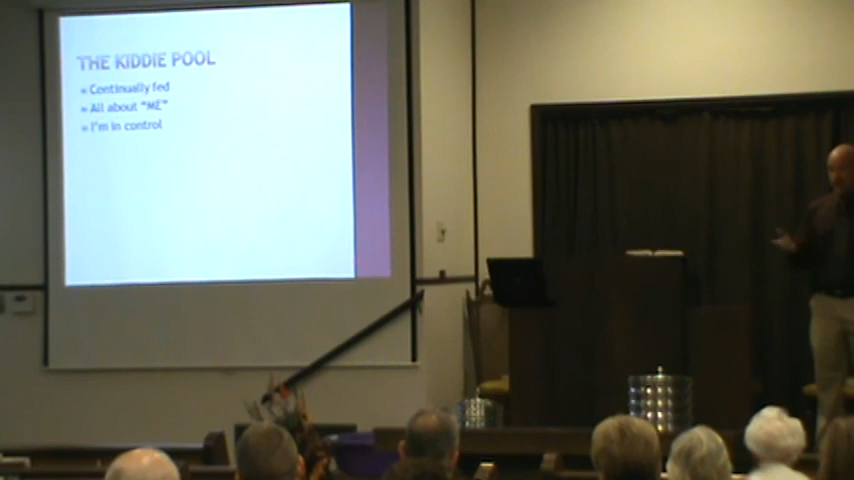 THE KIDDIE POOL
Continually fed
All about "ME"
I'm in control